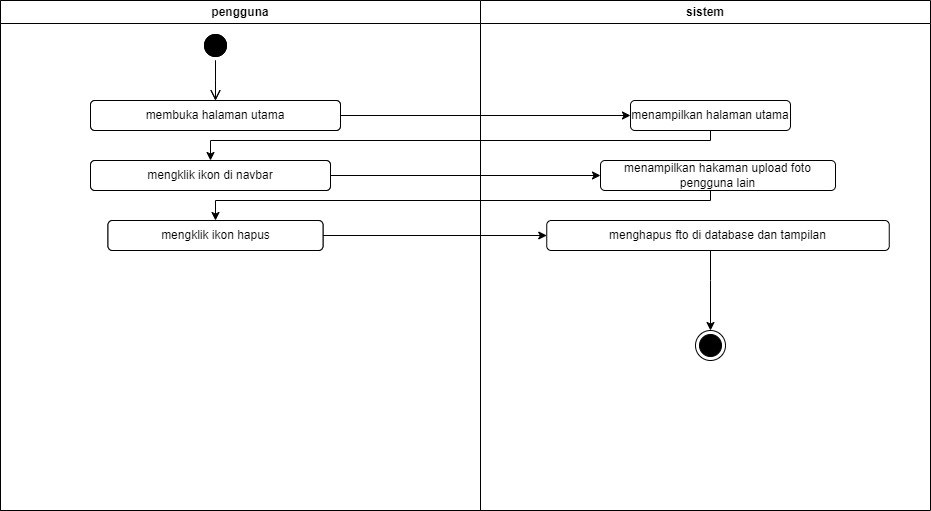 pengguna
sistem
membuka halaman utama
menampilkan halaman utama
mengklik ikon di navbar
menampilkan hakaman upload foto
pengguna lain
mengklik ikon hapus
menghapus fto di database dan tampilan